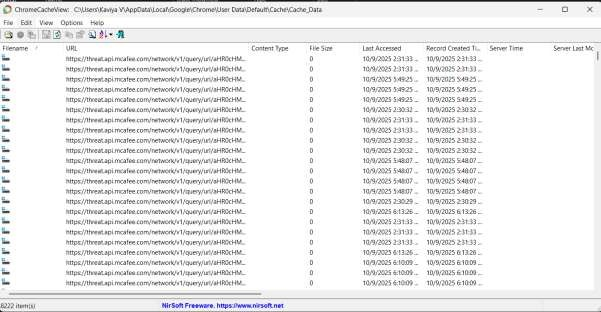 ChromeCacheView: C:\Users\Kaviya V\AppData\Local\Google\Chrome\User Data\Default\Cache\Cache_Data
File Edit View Options Help
Filename / URL Content Type File Size Last Accessed Record Created Ti... Server Time Server Last Mo
https://threat.api.mcafee.com/network/v1/query/url/aHR0cHM... 0 10/9/2025 2:31:33 ... 10/9/2025 2:31:33 ...
https://threat.api.mcafee.com/network/v1/query/url/aHR0cHM... 0 10/9/2025 2:31:33 ... 10/9/2025 2:31:33 ...
https://threat.api.mcafee.com/network/v1/query/url/aHR0cHM... 0 10/9/2025 5:49:25 ... 10/9/2025 5:49:25 ...
https://threat.api.mcafee.com/network/v1/query/url/aHR0cHM... 0 10/9/2025 5:49:25 ... 10/9/2025 5:49:25 ...
https://threat.api.mcafee.com/network/v1/query/url/aHR0cHM... 0 10/9/2025 5:49:25 ... 10/9/2025 5:49:25 ...
https://threat.api.mcafee.com/network/v1/query/url/aHR0cHM... 0 10/9/2025 2:30:32 ... 10/9/2025 2:30:32 ...
https://threat.api.mcafee.com/network/v1/query/url/aHR0cHM... 0 10/9/2025 2:31:33 ... 10/9/2025 2:31:33 ...
https://threat.api.mcafee.com/network/v1/query/url/aHR0cHM... 0 10/9/2025 2:31:33 ... 10/9/2025 2:31:33 ...
https://threat.api.mcafee.com/network/v1/query/url/aHR0cHM... 0 10/9/2025 2:30:32 ... 10/9/2025 2:30:32 ...
https://threat.api.mcafee.com/network/v1/query/url/aHR0cHM... 0 10/9/2025 2:30:32 ... 10/9/2025 2:30:32 ...
https://threat.api.mcafee.com/network/v1/query/url/aHR0cHM... 0 10/9/2025 5:48:07 ... 10/9/2025 5:48:07 ...
https://threat.api.mcafee.com/network/v1/query/url/aHR0cHM... 0 10/9/2025 5:48:07 ... 10/9/2025 5:48:07 ...
https://threat.api.mcafee.com/network/v1/query/url/aHR0cHM... 0 10/9/2025 5:48:07 ... 10/9/2025 5:48:07 ...
https://threat.api.mcafee.com/network/v1/query/url/aHR0cHM... 0 10/9/2025 5:48:07 ... 10/9/2025 5:48:07 ...
https://threat.api.mcafee.com/network/v1/query/url/aHR0cHM... 0 10/9/2025 2:30:29 ... 10/9/2025 2:30:29 ...
https://threat.api.mcafee.com/network/v1/query/url/aHR0cHM... 0 10/9/2025 6:13:26 ... 10/9/2025 6:13:26 ...
https://threat.api.mcafee.com/network/v1/query/url/aHR0cHM... 0 10/9/2025 2:31:33 ... 10/9/2025 2:31:33 ...
https://threat.api.mcafee.com/network/v1/query/url/aHR0cHM... 0 10/9/2025 2:31:33 ... 10/9/2025 2:31:33 ...
https://threat.api.mcafee.com/network/v1/query/url/aHR0cHM... 0 10/9/2025 2:31:33 ... 10/9/2025 2:31:33 ...
https://threat.api.mcafee.com/network/v1/query/url/aHR0cHM... 0 10/9/2025 6:13:26 ... 10/9/2025 6:13:26 ...
https://threat.api.mcafee.com/network/v1/query/url/aHR0cHM... 0 10/9/2025 6:10:09 ... 10/9/2025 6:10:09 ...
https://threat.api.mcafee.com/network/v1/query/url/aHR0cHM... 0 10/9/2025 6:10:09 ... 10/9/2025 6:10:09 ...
https://threat.api.mcafee.com/network/v1/query/url/aHR0cHM... 0 10/9/2025 6:10:09 ... 10/9/2025 6:10:09 ...
8222 item(s) NirSoft Freeware. https://www.nirsoft.net